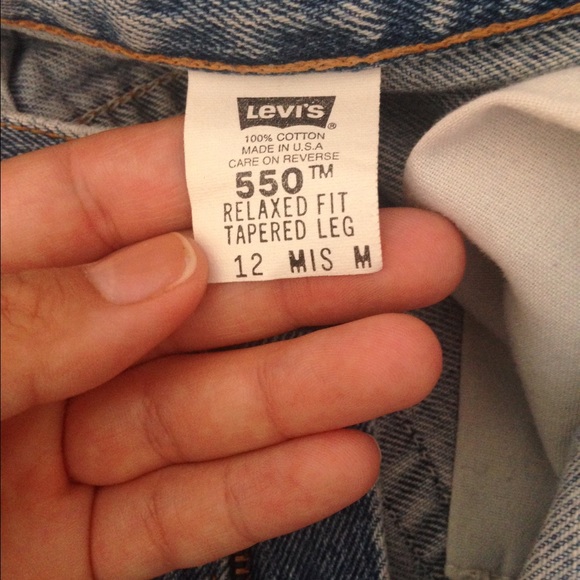 Levi's ®
100% COTTON
MADE IN U.S.A
CARE ON REVERSE
550™
RELAXED FIT
TAPERED LEG
12 MIS M